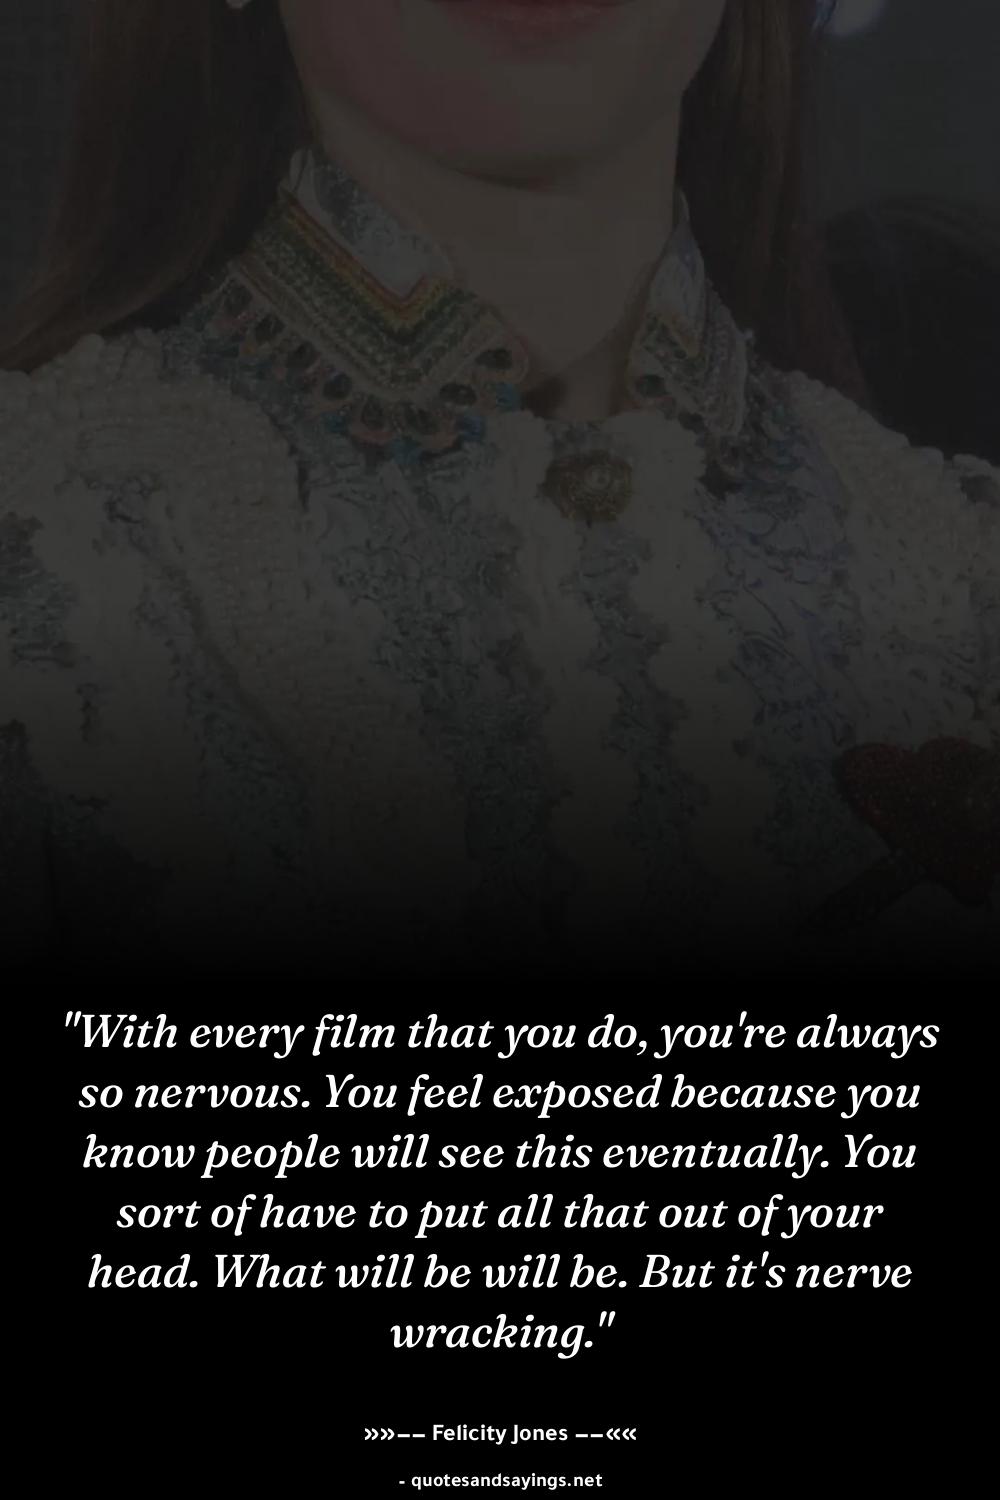 "With every film that you do, you're always
so nervous. You feel exposed because you
know people will see this eventually. You
sort of have to put all that out of your
head. What will be will be. But it's nerve
wracking."
»»–– Felicity Jones ––««
- quotesandsayings.net